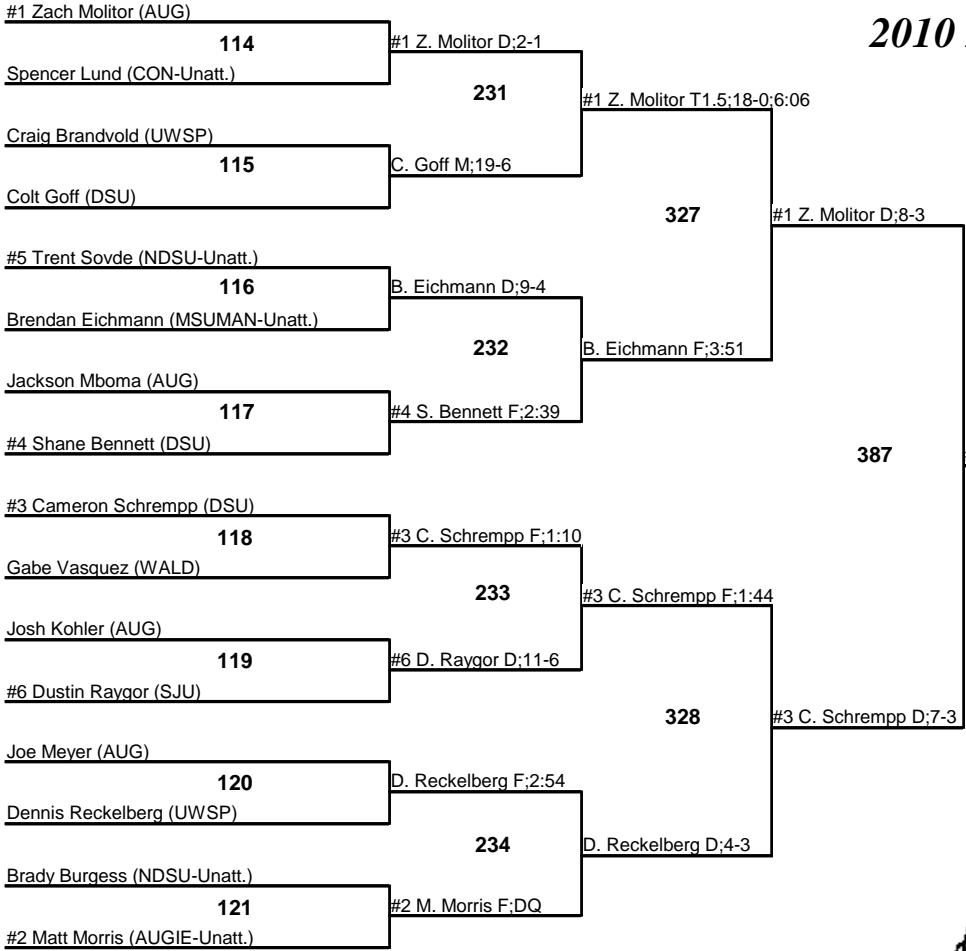 #1 Zach Molitor (AUG)
2010
114
#1 Z. Molitor D;2-1
Spencer Lund (CON-Unatt.)
231
#1 Z. Molitor T1.5;18-0;6:06
Craig Brandvold (UWSP)
115
C. Goff M;19-6
Colt Goff (DSU)
327
#1 Z. Molitor D;8-3
#5 Trent Sovde (NDSU-Unatt.)
116
B. Eichmann D;9-4
Brendan Eichmann (MSUMAN-Unatt.)
232
B. Eichmann F;3:51
Jackson Mboma (AUG)
117
#4 S. Bennett F;2:39
#4 Shane Bennett (DSU)
387
#3 Cameron Schrempp (DSU)
118
#3 C. Schrempp F;1:10
Gabe Vasquez (WALD)
233
#3 C. Schrempp F;1:44
Josh Kohler (AUG)
119
#6 D. Raygor D;11-6
#6 Dustin Raygor (SJU)
328
#3 C. Schrempp D;7-3
Joe Meyer (AUG)
120
D. Reckelberg F;2:54
Dennis Reckelberg (UWSP)
234
D. Reckelberg D;4-3
Brady Burgess (NDSU-Unatt.)
121
#2 M. Morris F;DQ
#2 Matt Morris (AUGIE-Unatt.)